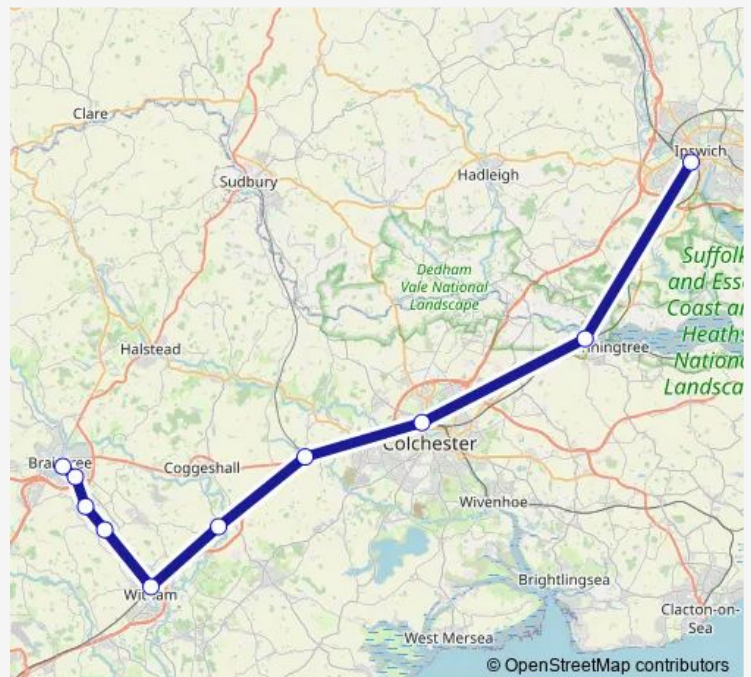 Clare
Ipswich
Sudbury
Hadleigh
Suffolk
and Ess
Coast an
Heaths
Nationa
Landsca
Dedham
Vale National
Landscape
Halstead
nningtree
Colchester
Coggeshall
Wivenhoe
Brightlingsea
Clacton-on-
Sea
West Mersea
© OpenStreetMap contributors